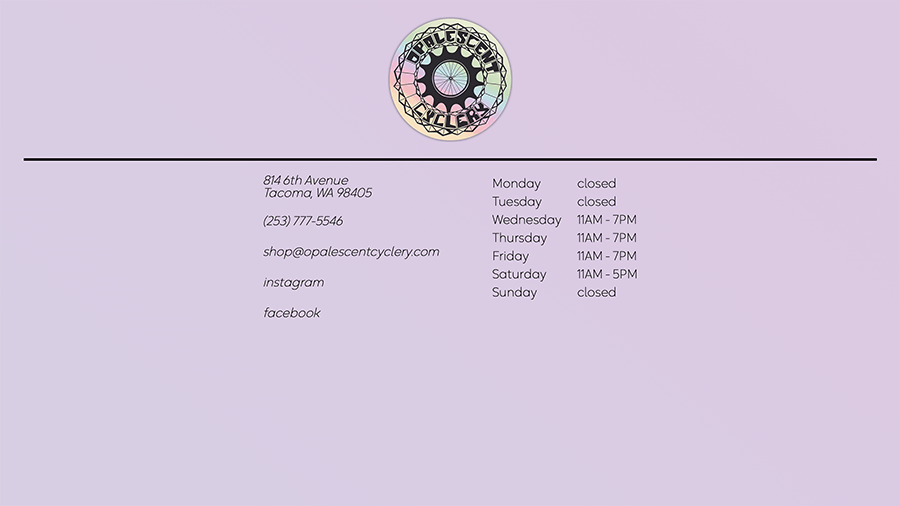 OPALESCENT
CYCLERY
814 6th Avenue
Tacoma, WA 98405
(253) 777-5546
shop@opalescentcyclery.com
instagram
facebook
Monday closed
Tuesday closed
Wednesday 11AM - 7PM
Thursday 11AM - 7PM
Friday 11AM - 7PM
Saturday 11AM - 5PM
Sunday closed